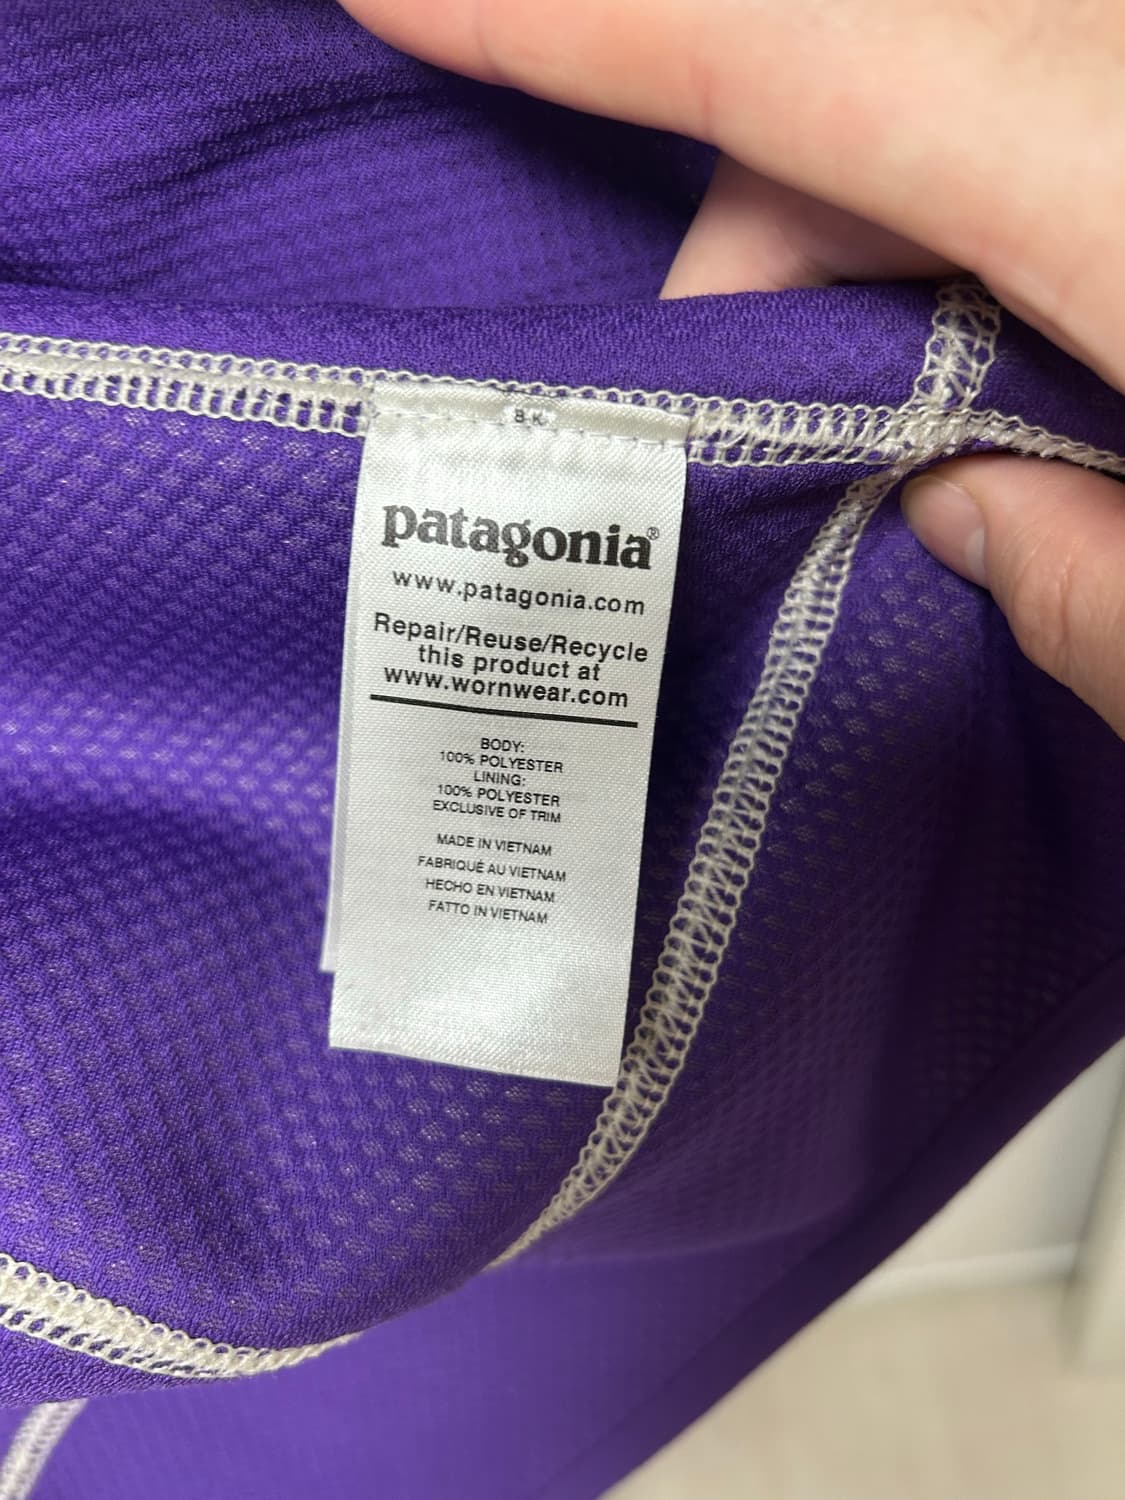 8-K
patagonia®
www.patagonia.com
Repair/Reuse/Recycle
this product at
www.wornwear.com
BODY:
100% POLYESTER
LINING:
100% POLYESTER
EXCLUSIVE OF TRIM
MADE IN VIETNAM
FABRIQUÉ AU VIETNAM
HECHO EN VIETNAM
FATTO IN VIETNAM